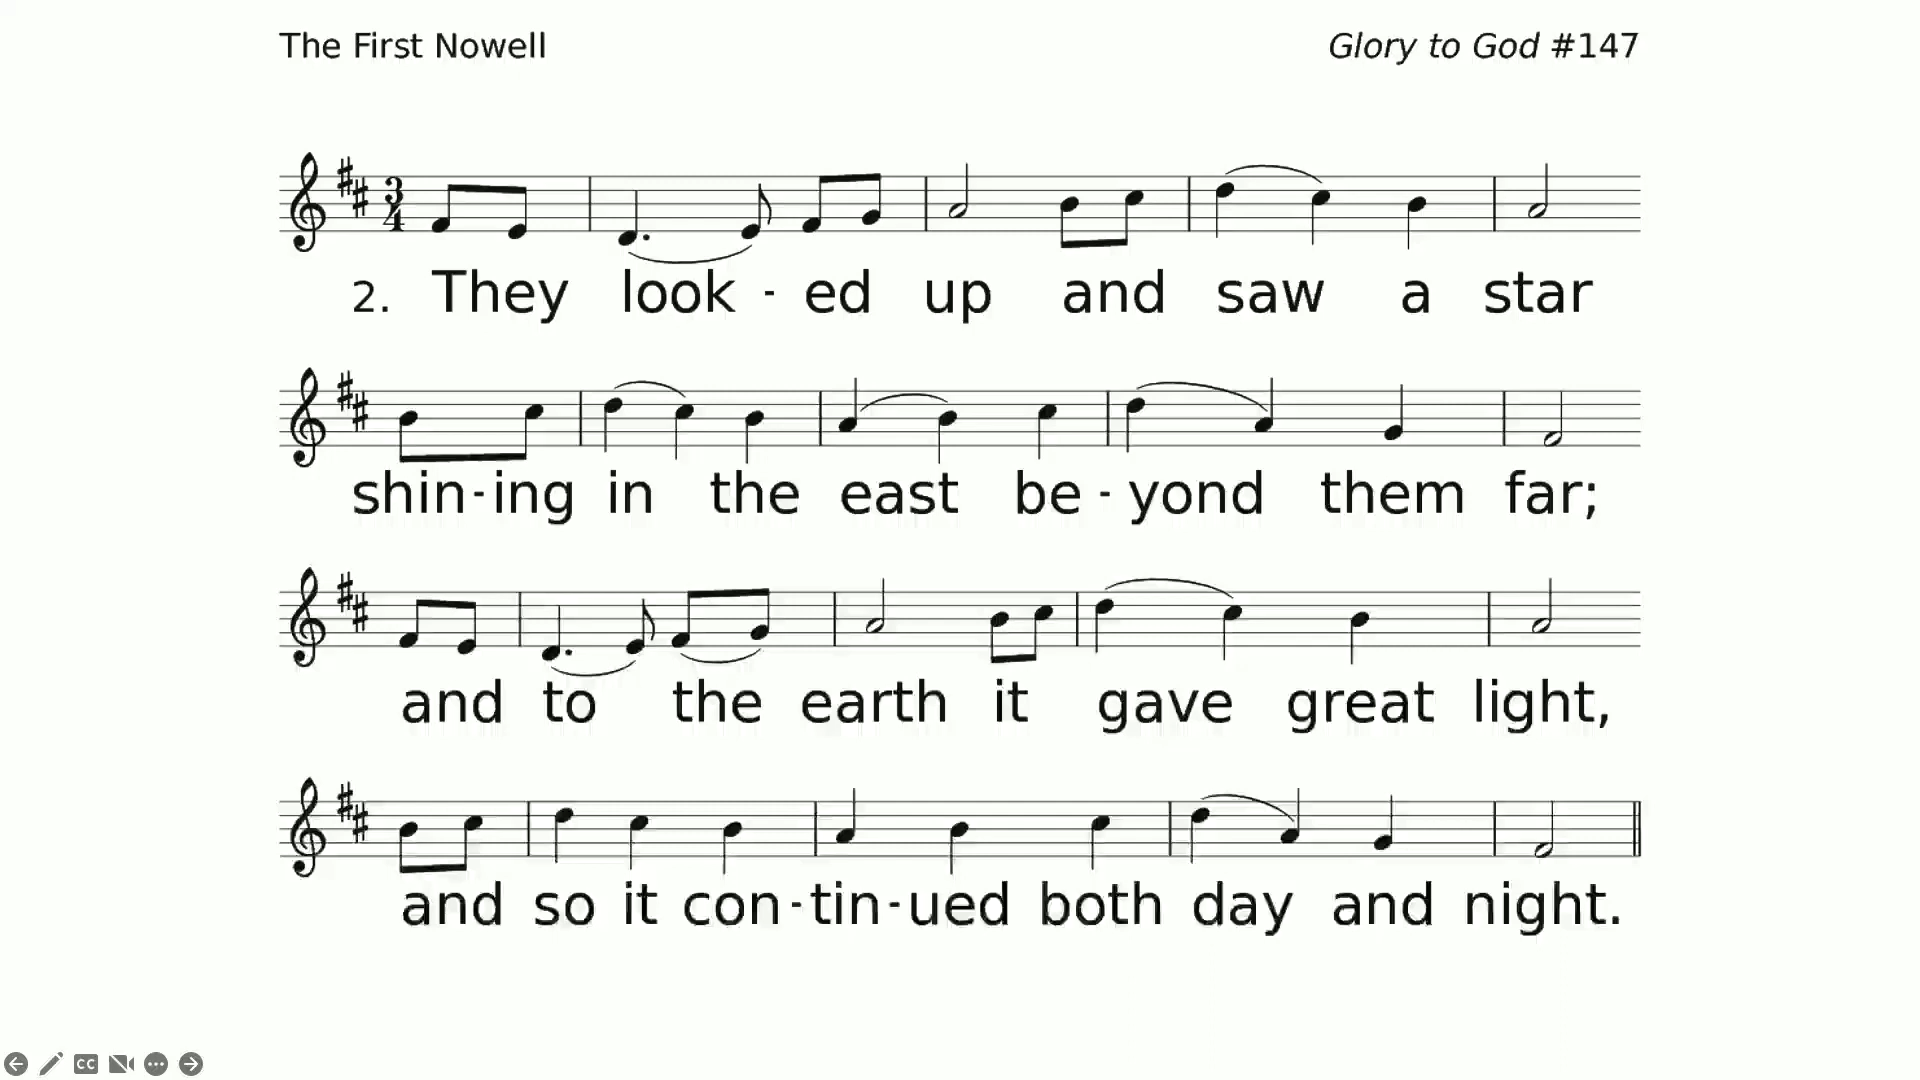 The First Nowell
Glory to God #147
2. They look - ed up and saw a star
shin - ing in the east be - yond them far;
and to the earth it gave great light,
and so it con - tin - ued both day and night.
CC